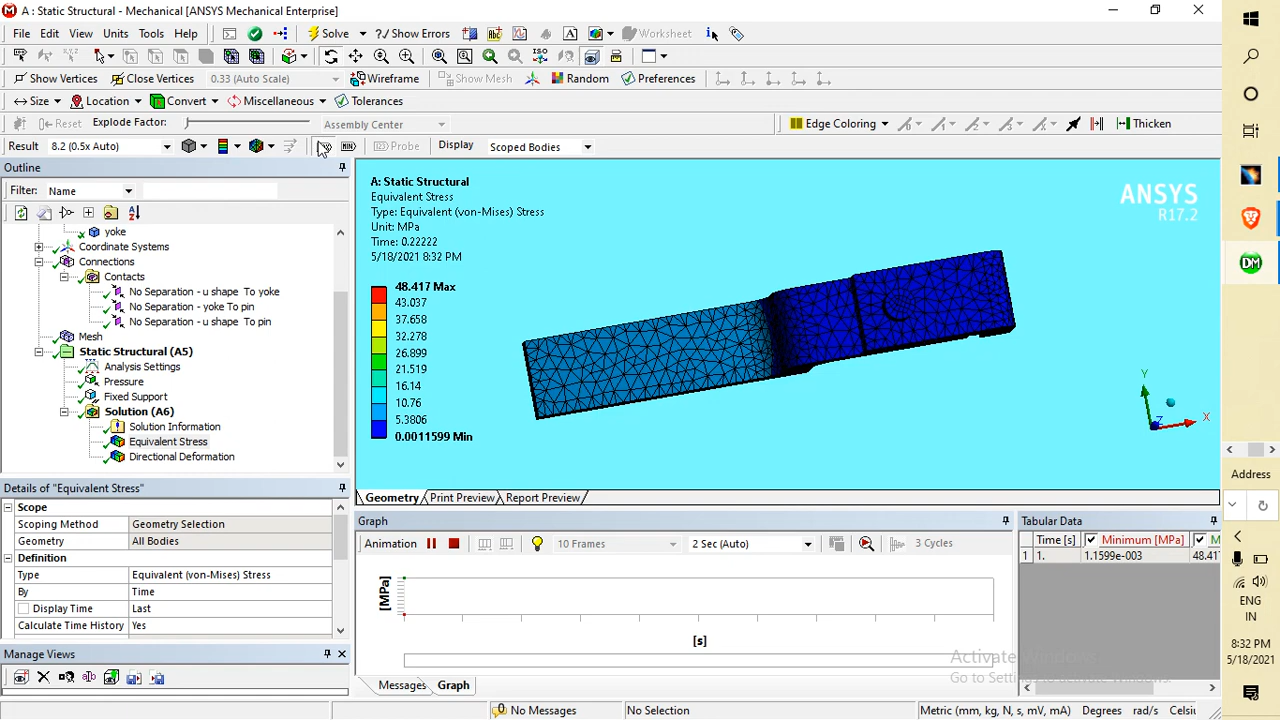 A : Static Structural - Mechanical [ANSYS Mechanical Enterprise]
File Edit View Units Tools Help Solve Show Errors Worksheet
Show Vertices Close Vertices 0.33 (Auto Scale) Wireframe Show Mesh Random Preferences
Size Location Convert Miscellaneous Tolerances
Reset Explode Factor: Assembly Center Edge Coloring Thicken
Result 8.2 (0.5x Auto) Probe Display Scoped Bodies
Outline
Filter: Name
yoke
Coordinate Systems
Connections
Contacts
No Separation - u shape To yoke
No Separation - yoke To pin
No Separation - u shape To pin
Mesh
Static Structural (A5)
Analysis Settings
Pressure
Fixed Support
Solution (A6)
Solution Information
Equivalent Stress
Directional Deformation
Details of "Equivalent Stress"
Scope
Scoping Method Geometry Selection
Geometry All Bodies
Definition
Type Equivalent (von-Mises) Stress
By Time
Display Time Last
Calculate Time History Yes
Manage Views
A: Static Structural
Equivalent Stress
Type: Equivalent (von-Mises) Stress
Unit: MPa
Time: 0.22222
5/18/2021 8:32 PM
48.417 Max
43.037
37.658
32.278
26.899
21.519
16.14
10.76
5.3806
0.0011599 Min
ANSYS
R17.2
Y
X
Z
Geometry Print Preview Report Preview
Graph
Animation 10 Frames 2 Sec (Auto) 3 Cycles
[MPa]
[s]
Messages Graph
Tabular Data
Time [s] Minimum [MPa] M
1 1. 1.1599e-003 48.417
Activate Windows
Go to Settings to activate Windows.
No Messages No Selection Metric (mm, kg, N, s, mV, mA) Degrees rad/s Celsi
DM
Address
ENG
IN
8:32 PM
5/18/2021